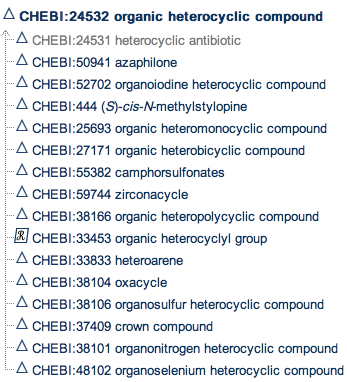 CHEBI:24532 organic heterocyclic compound
CHEBI:24531 heterocyclic antibiotic
CHEBI:50941 azaphilone
CHEBI:52702 organoiodine heterocyclic compound
CHEBI:444 (S)-cis-N-methylstylopine
CHEBI:25693 organic heteromonocyclic compound
CHEBI:27171 organic heterobicyclic compound
CHEBI:55382 camphorsulfonates
CHEBI:59744 zirconacycle
CHEBI:38166 organic heteropolycyclic compound
R CHEBI:33453 organic heterocyclyl group
CHEBI:33833 heteroarene
CHEBI:38104 oxacycle
CHEBI:38106 organosulfur heterocyclic compound
CHEBI:37409 crown compound
CHEBI:38101 organonitrogen heterocyclic compound
CHEBI:48102 organoselenium heterocyclic compound